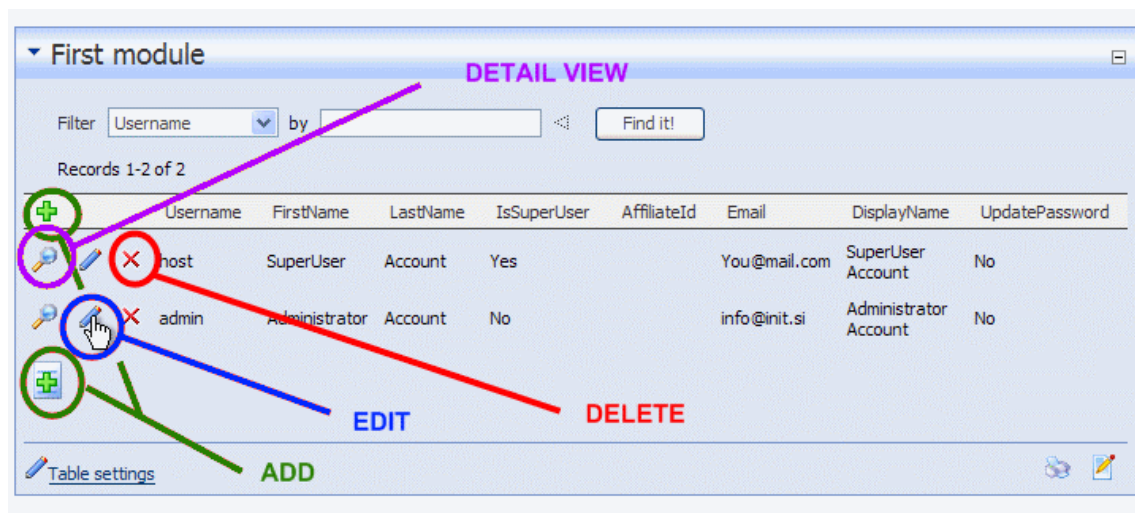 First module
DETAIL VIEW
Filter Username by Find it!
Records 1-2 of 2
Username FirstName LastName IsSuperUser AffiliateId Email DisplayName UpdatePassword
host SuperUser Account Yes You@mail.com SuperUser Account No
admin Administrator Account No info@init.si Administrator Account No
EDIT
DELETE
Table settings
ADD